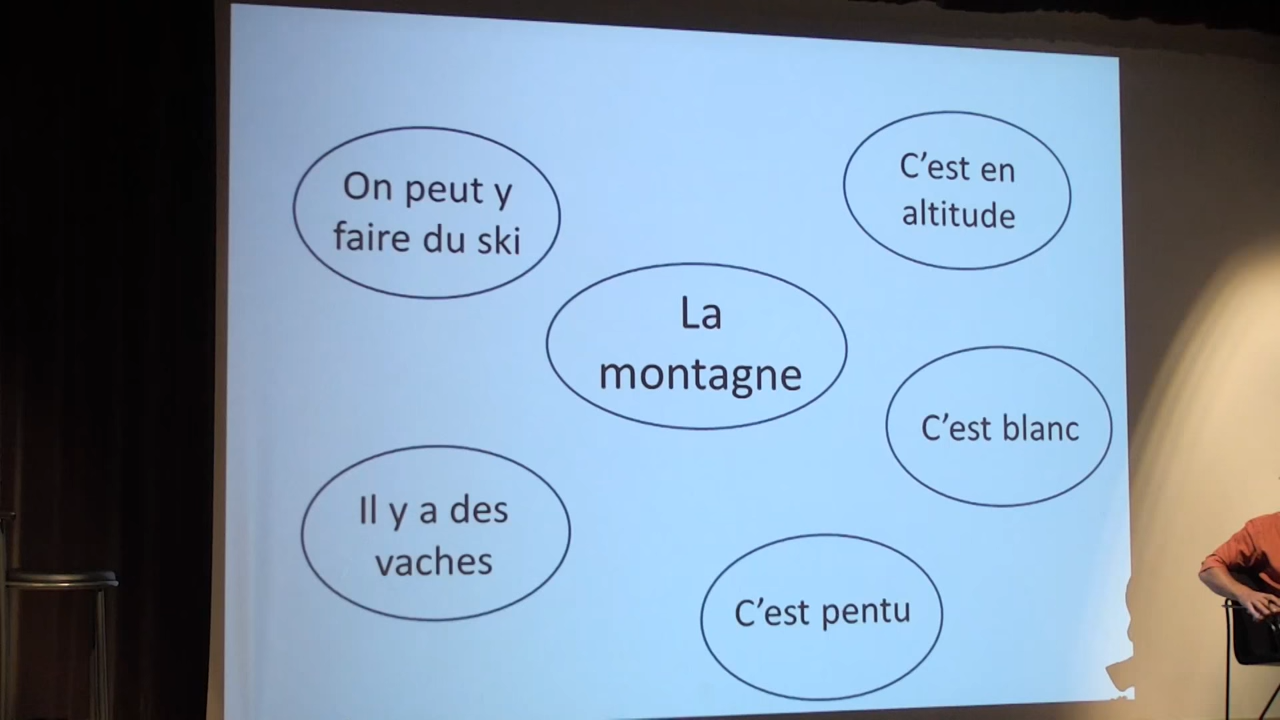 On peut y
faire du ski
C'est en
altitude
La
montagne
C'est blanc
Il y a des
vaches
C'est pentu